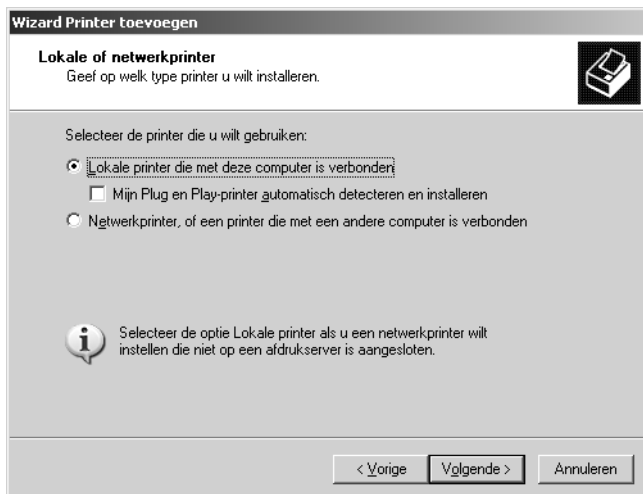 Wizard Printer toevoegen
Lokale of netwerkprinter
Geef op welk type printer u wilt installeren.
Selecteer de printer die u wilt gebruiken:
Lokale printer die met deze computer is verbonden
Mijn Plug en Play-printer automatisch detecteren en installeren
Netwerkprinter, of een printer die met een andere computer is verbonden
Selecteer de optie Lokale printer als u een netwerkprinter wilt
instellen die niet op een afdrukserver is aangesloten.
< Vorige
Volgende >
Annuleren